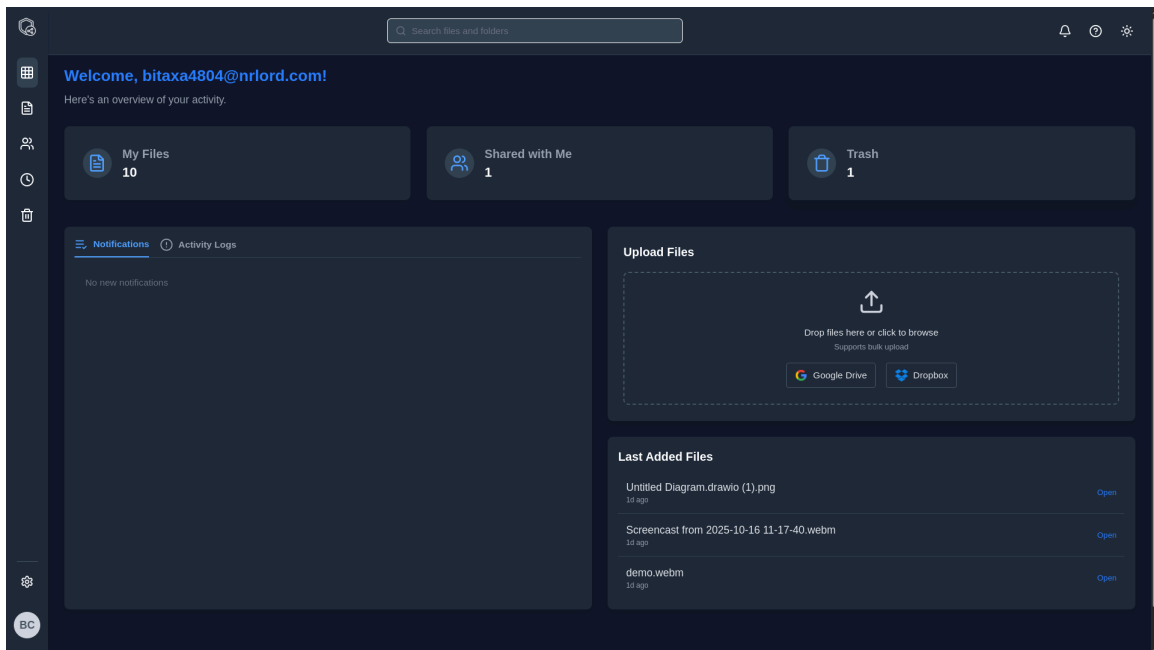 Search files and folders
Welcome, bitaxa4804@nrlord.com!
Here's an overview of your activity.
My Files
10
Shared with Me
1
Trash
1
Notifications
Activity Logs
No new notifications
Upload Files
Drop files here or click to browse
Supports bulk upload
Google Drive
Dropbox
Last Added Files
Untitled Diagram.drawio (1).png
1d ago
Open
Screencast from 2025-10-16 11-17-40.webm
1d ago
Open
demo.webm
1d ago
Open
BC